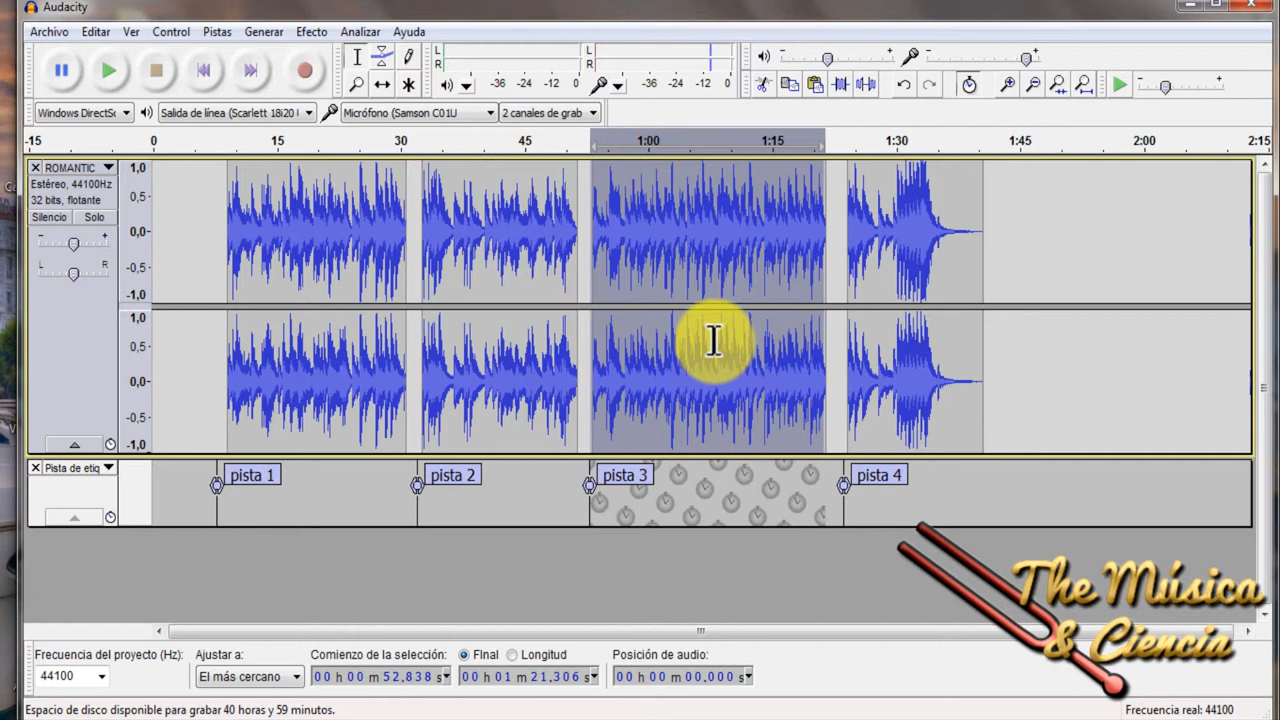 Audacity
Archivo Editar Ver Control Pistas Generar Efecto Analizar Ayuda
L
R
-36 -24 -12 0
L
R
-36 -24 -12 0
- +
- +
- +
Windows DirectSo
Salida de línea (Scarlett 18i20 U
Micrófono (Samson C01U
2 canales de grab
-15 0 15 30 45 1:00 1:15 1:30 1:45 2:00 2:15
ROMANTIC
Estéreo, 44100Hz
32 bits, flotante
Silencio Solo
- +
L R
1,0
0,5
0,0
-0,5
-1,0
1,0
0,5
0,0
-0,5
-1,0
Pista de etiq
pista 1 pista 2 pista 3 pista 4
The Música
& Ciencia
Frecuencia del proyecto (Hz): Ajustar a: Comienzo de la selección: FInal Longitud Posición de audio:
44100 El más cercano 00 h 00 m 52.838 s 00 h 01 m 21.306 s 00 h 00 m 00.000 s
Espacio de disco disponible para grabar 40 horas y 59 minutos. Frecuencia real: 44100